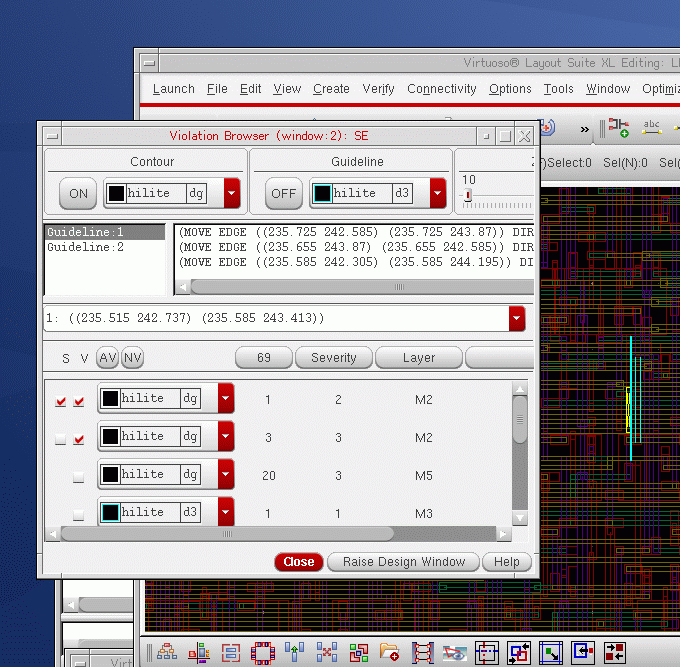 Virtuoso® Layout Suite XL Editing: L
Launch File Edit View Create Verify Connectivity Options Tools Window Optimiz
abc
»
)Select:0 Sel(N):0 Sel(
Violation Browser (window:2): SE
Contour Guideline
ON hilite dg OFF hilite d3 10
Guideline:1
Guideline:2
(MOVE EDGE ((235.725 242.585) (235.725 243.87)) DIR
(MOVE EDGE ((235.655 243.87) (235.655 242.585)) DIR
(MOVE EDGE ((235.585 242.305) (235.585 244.195)) DI
1: ((235.515 242.737) (235.585 243.413))
S V AV NV 69 Severity Layer
hilite dg 1 2 M2
hilite dg 3 3 M2
hilite dg 20 3 M5
hilite d3 1 1 M3
Close Raise Design Window Help
Virt